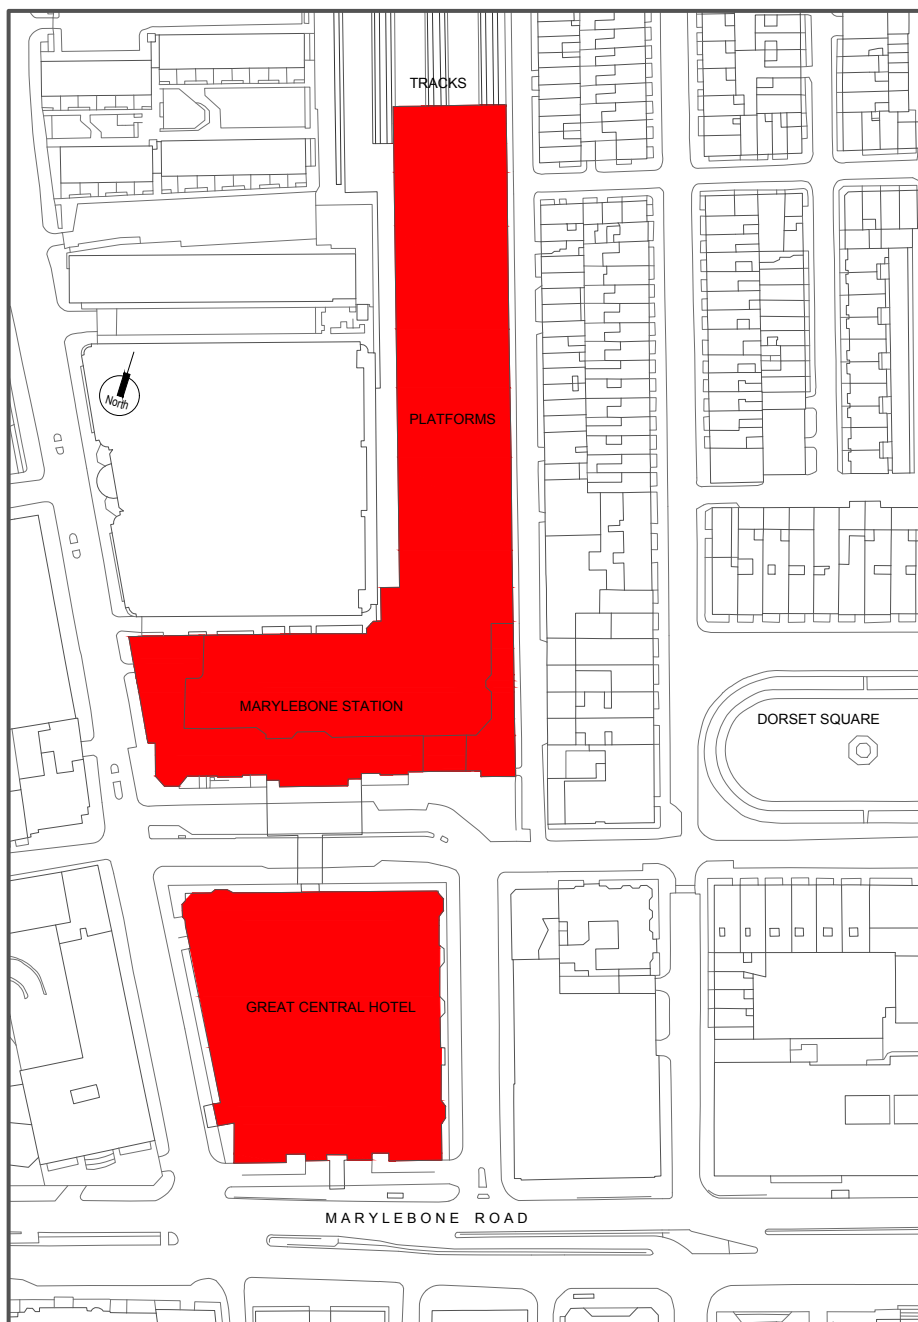 TRACKS
North
PLATFORMS
MARYLEBONE STATION
DORSET SQUARE
GREAT CENTRAL HOTEL
MARYLEBONE ROAD